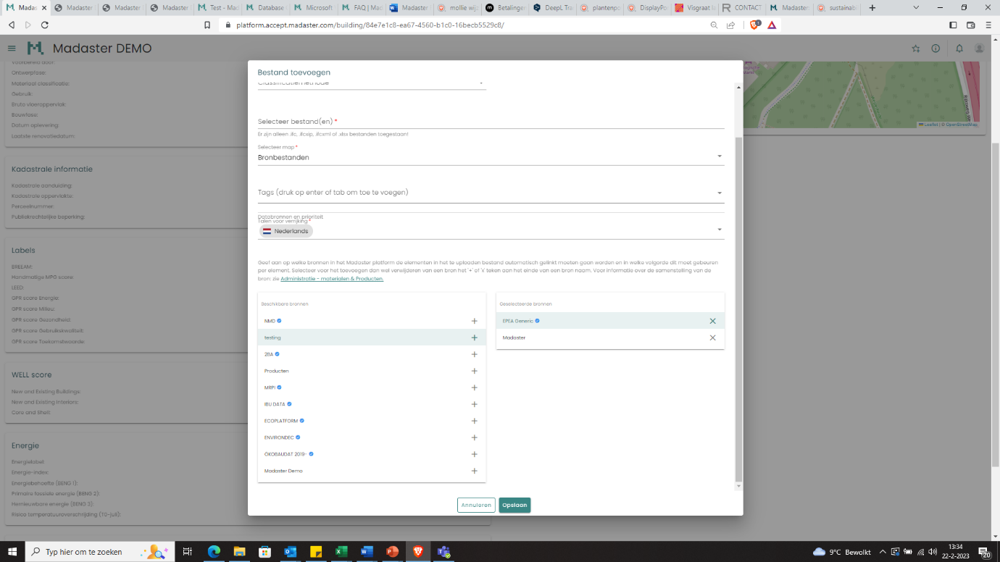 Madas
Madaster
Madaster
Madaster
Test - Mad
Database
Microsoft
FAQ | Mad
Madaster
mollie wij
Betalingen
DeepL Tra
plantenpo
DisplayPo
Visgraat le
CONTACT
Madaster
sustainab
platform.accept.madaster.com/building/84e7e1c8-ea67-4560-b1c0-16becb5529c8/
Madaster DEMO
Voorbereid door:
Ontwerpfase:
Materiaal classificatie:
Gebruik:
Bruto vloeroppervlak:
Bouwfase:
Datum oplevering:
Laatste renovatiedatum:
Kadastrale informatie
Kadastrale aanduiding:
Kadastrale oppervlakte:
Perceelnummer:
Publiekrechtelijke beperking:
Labels
BREEAM:
Handmatige MPG score:
LEED:
GPR score Energie:
GPR score Milieu:
GPR score Gezondheid:
GPR score Gebruikskwaliteit:
GPR score Toekomstwaarde:
WELL score
New and Existing Buildings:
New and Existing Interiors:
Core and Shell:
Energie
Energielabel:
Energie-index:
Energiebehoefte (BENG 1):
Primaire fossiele energie (BENG 2):
Hernieuwbare energie (BENG 3):
Risico temperatuuroverschrijding (TO-juli):
Bestand toevoegen
Classificatiemethode
Selecteer bestand(en) *
Er zijn alleen .ifc, .ifczip, .ifcxml of .xlsx bestanden toegestaan!
Selecteer map *
Bronbestanden
Tags (druk op enter of tab om toe te voegen)
Databronnen en prioriteit
Talen voor verrijking *
Nederlands
Geef aan op welke bronnen in het Madaster platform de elementen in het te uploaden bestand automatisch gelinkt moeten gaan worden en in welke volgorde dit moet gebeuren
per element. Selecteer voor het toevoegen dan wel verwijderen van een bron het '+' of 'x' teken aan het einde van een bron naam. Voor informatie over de samenstelling van de
bron: zie Administratie - materialen & Producten.
Beschikbare bronnen
NMD
testing
2BA
Producten
MRPI
IBU DATA
ECOPLATFORM
ENVIRONDEC
ÖKOBAUDAT 2019-
Madaster Demo
Geselecteerde bronnen
EPEA Generic
Madaster
Annuleren
Opslaan
Leaflet | © OpenStreetMap
Typ hier om te zoeken
9°C Bewolkt
13:34
22-2-2023
20